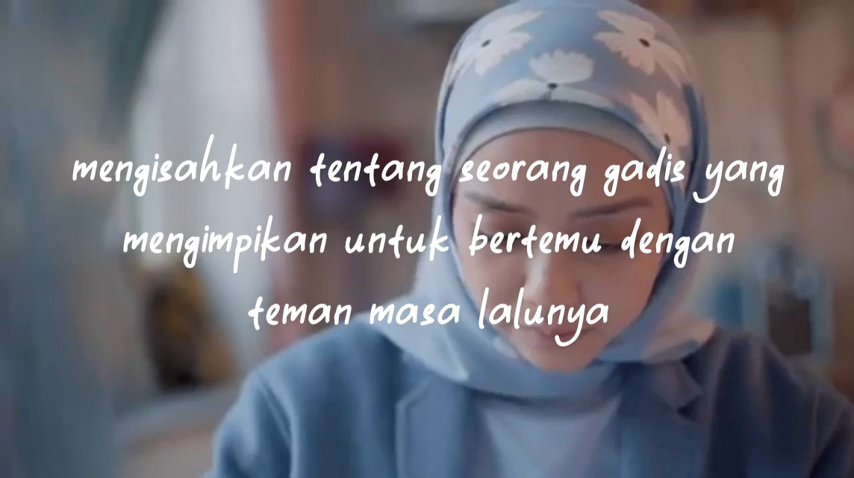 mengisahkan tentang seorang gadis yang
mengimpikan untuk bertemu dengan
teman masa lalunya